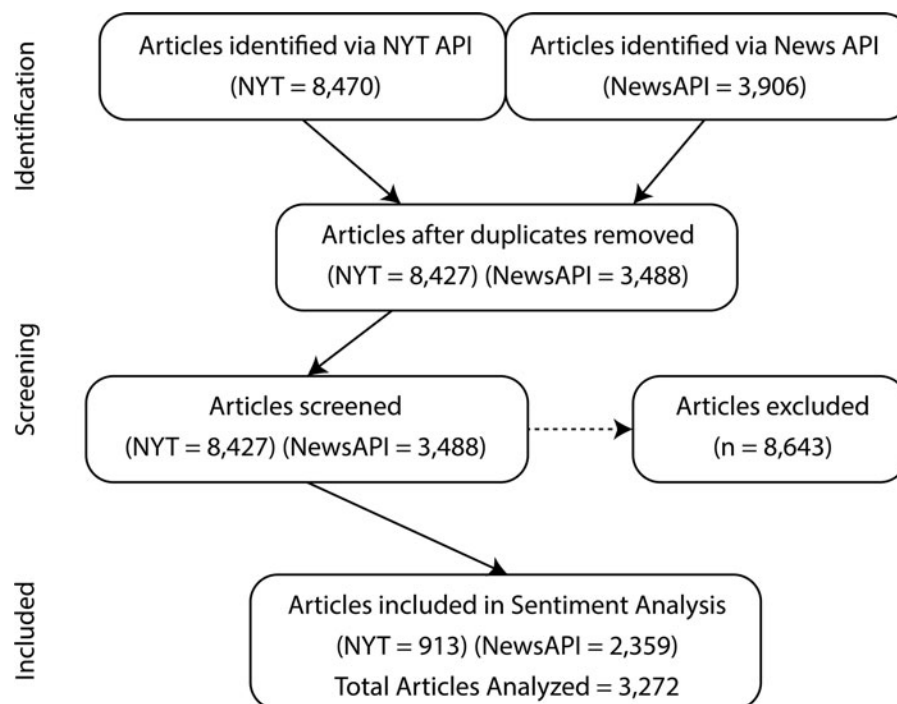 Identification
Articles identified via NYT API
(NYT = 8,470)
Articles identified via News API
(NewsAPI = 3,906)
Articles after duplicates removed
(NYT = 8,427) (NewsAPI = 3,488)
Screening
Articles screened
(NYT = 8,427) (NewsAPI = 3,488)
Articles excluded
(n = 8,643)
Included
Articles included in Sentiment Analysis
(NYT = 913) (NewsAPI = 2,359)
Total Articles Analyzed = 3,272